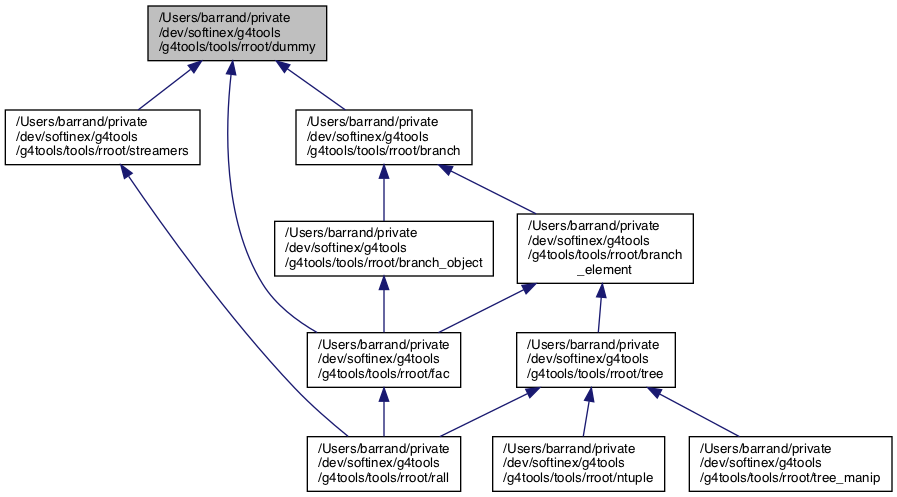 /Users/barrand/private
/dev/softinex/g4tools
/g4tools/tools/rroot/dummy
/Users/barrand/private
/dev/softinex/g4tools
/g4tools/tools/rroot/streamers
/Users/barrand/private
/dev/softinex/g4tools
/g4tools/tools/rroot/branch
/Users/barrand/private
/dev/softinex/g4tools
/g4tools/tools/rroot/branch_object
/Users/barrand/private
/dev/softinex/g4tools
/g4tools/tools/rroot/branch
_element
/Users/barrand/private
/dev/softinex/g4tools
/g4tools/tools/rroot/fac
/Users/barrand/private
/dev/softinex/g4tools
/g4tools/tools/rroot/tree
/Users/barrand/private
/dev/softinex/g4tools
/g4tools/tools/rroot/rall
/Users/barrand/private
/dev/softinex/g4tools
/g4tools/tools/rroot/ntuple
/Users/barrand/private
/dev/softinex/g4tools
/g4tools/tools/rroot/tree_manip